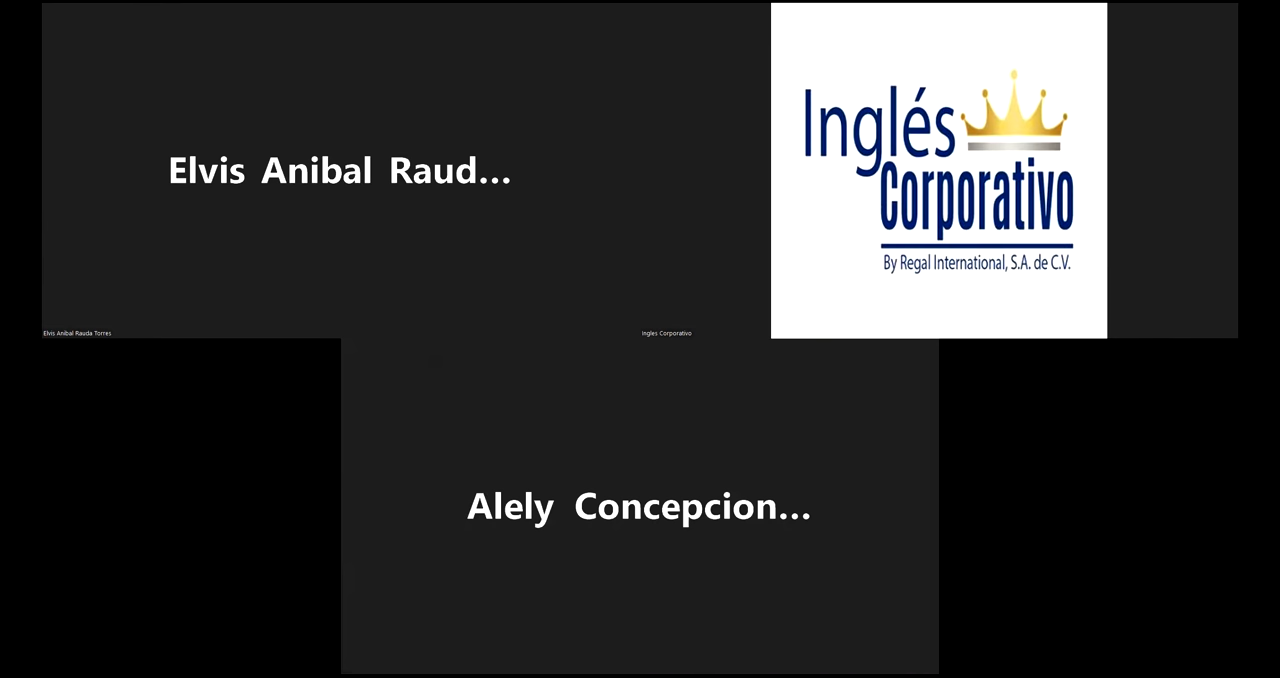 Elvis Anibal Raud...
Elvis Anibal Rauda Torres
Inglés
Corporativo
By Regal International, S.A. de C.V.
Ingles Corporativo
Alely Concepcion...